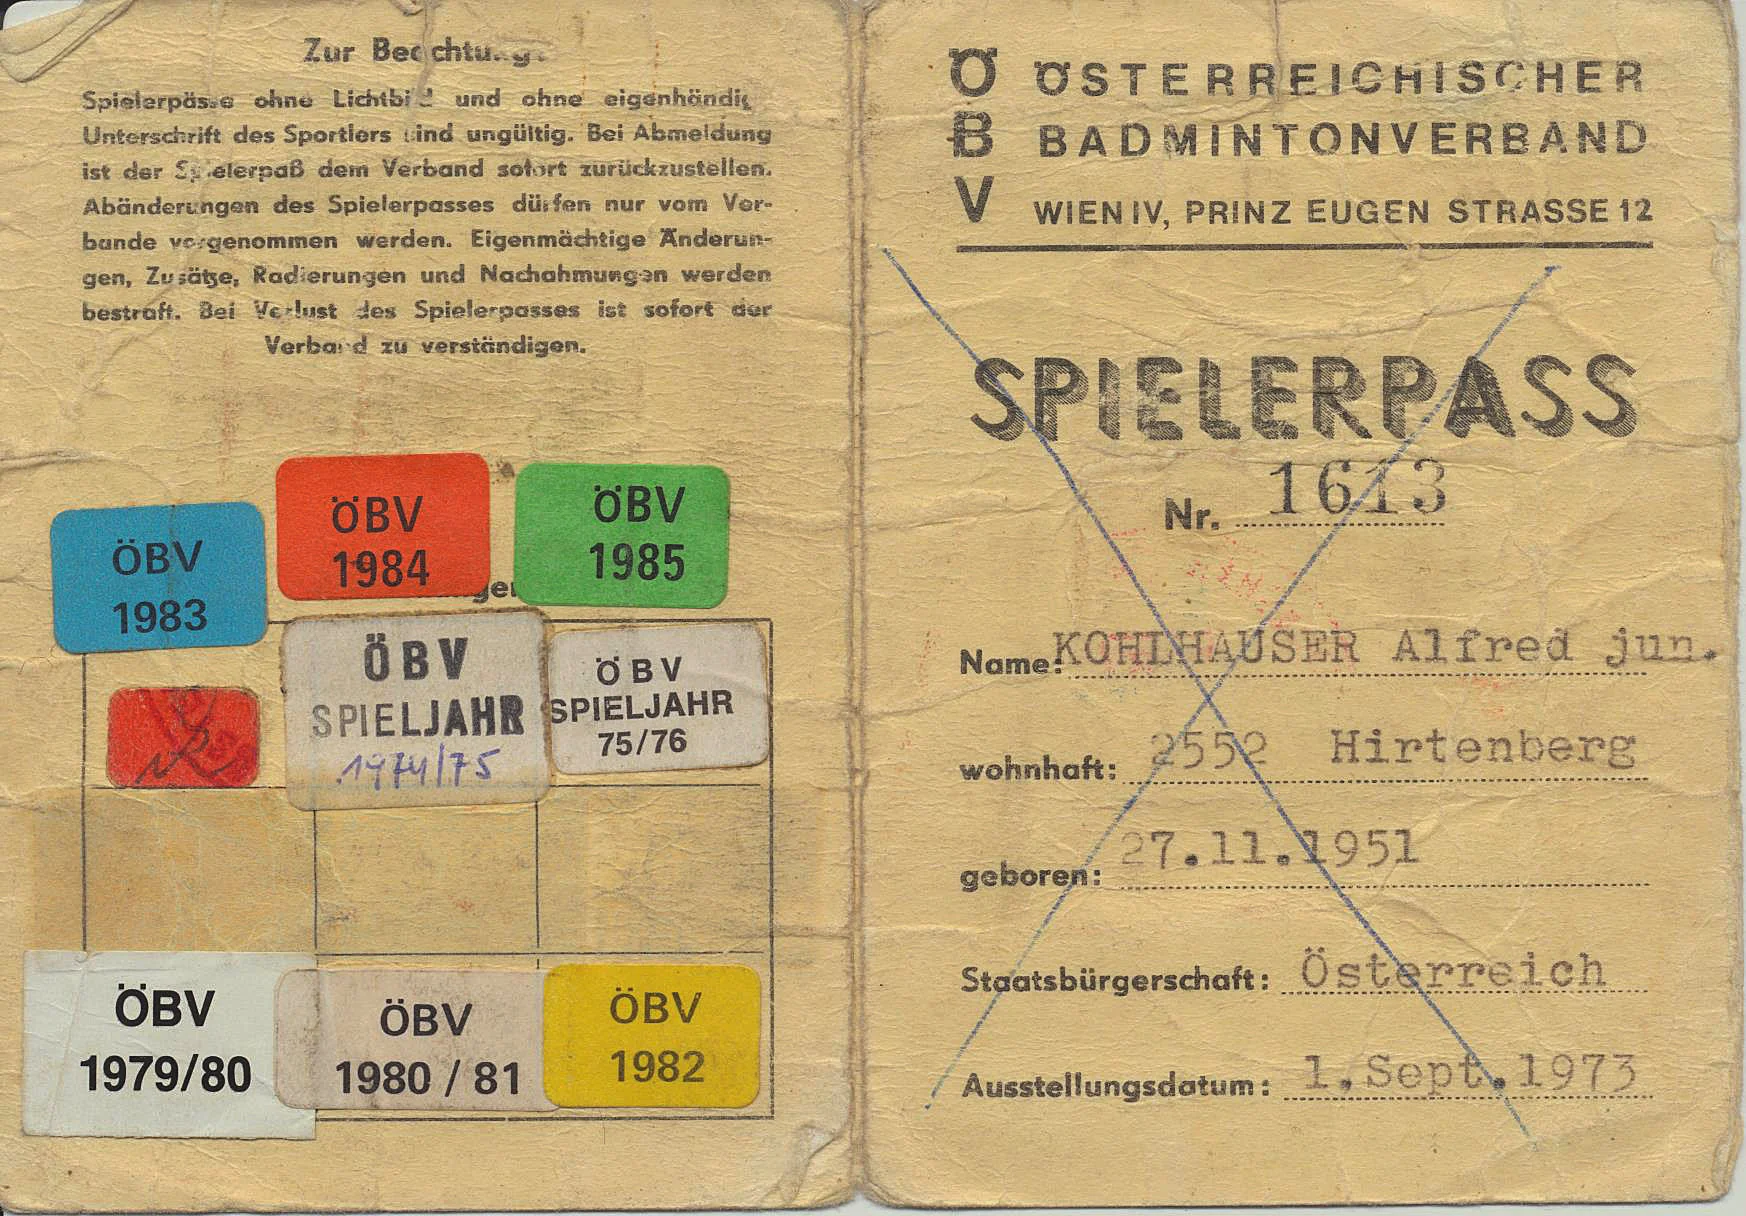 Zur Beachtung!
Spielerpässe ohne Lichtbild und ohne eigenhändig
Unterschrift des Sportlers sind ungültig. Bei Abmeldung
ist der Spielerpaß dem Verband sofort zurückzustellen.
Abänderungen des Spielerpasses dürfen nur vom Ver-
bande vorgenommen werden. Eigenmächtige Änderun-
gen, Zusätze, Radierungen und Nachahmungen werden
bestraft. Bei Verlust des Spielerpasses ist sofort der
Verband zu verständigen.
ÖBV
1983
ÖBV
1984
ÖBV
1985
ÖBV
SPIELJAHR
1974/75
ÖBV
SPIELJAHR
75/76
ÖBV
1979/80
ÖBV
1980 / 81
ÖBV
1982
Ö ÖSTERREICHISCHER
B BADMINTONVERBAND
V WIEN IV, PRINZ EUGEN STRASSE 12
SPIELERPASS
Nr. 1613
Name: KOHLHAUSER Alfred jun.
wohnhaft: 2552 Hirtenberg
geboren: 27.11.1951
Staatsbürgerschaft: Österreich
Ausstellungsdatum: 1.Sept.1973